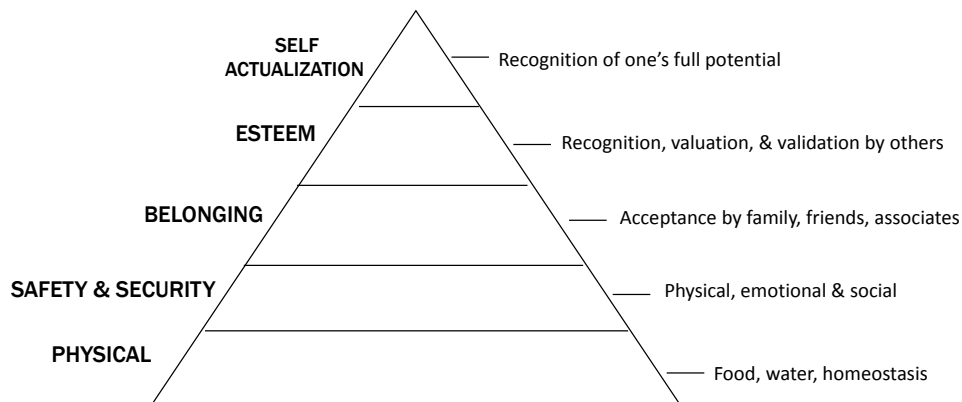 SELF
ACTUALIZATION
Recognition of one’s full potential
ESTEEM
Recognition, valuation, & validation by others
BELONGING
Acceptance by family, friends, associates
SAFETY & SECURITY
Physical, emotional & social
PHYSICAL
Food, water, homeostasis